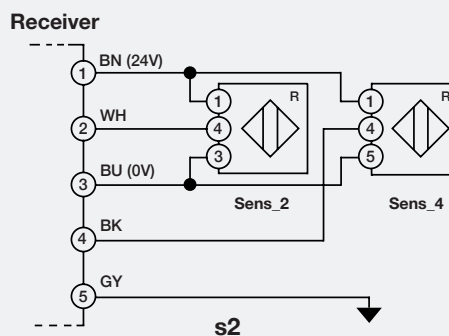 Receiver
1 BN (24V)
2 WH
3 BU (0V)
4 BK
5 GY
1 R
4
3
Sens_2
1 R
4
5
Sens_4
s2